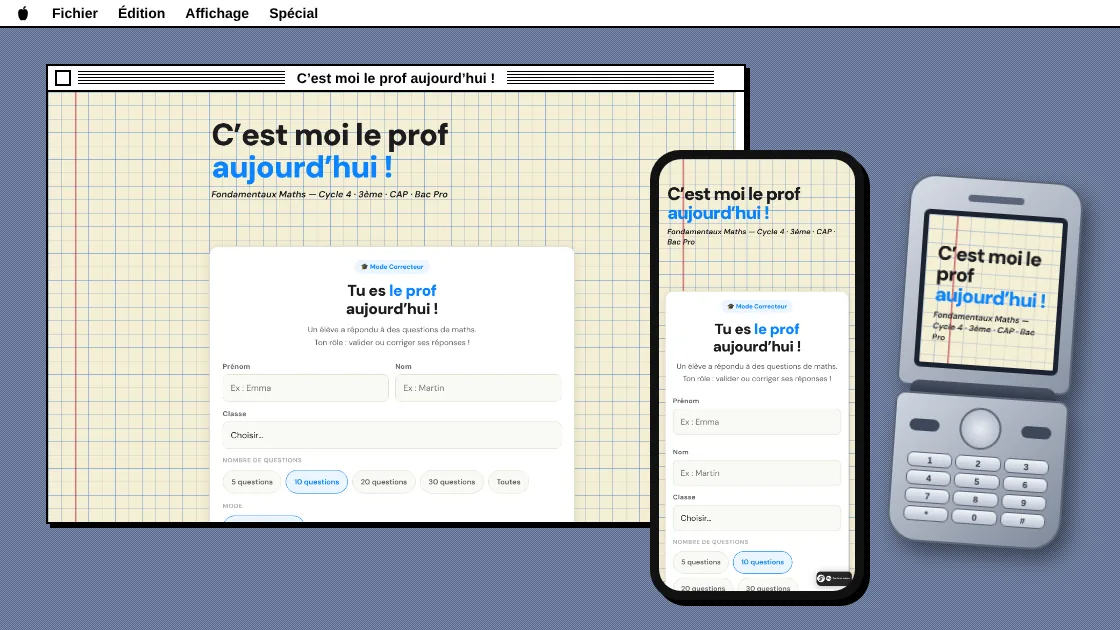 Fichier Édition Affichage Spécial
C'est moi le prof aujourd'hui !
C'est moi le prof
aujourd'hui !
Fondamentaux Maths — Cycle 4 · 3ème · CAP · Bac Pro
🎓 Mode Correcteur
Tu es le prof
aujourd'hui !
Un élève a répondu à des questions de maths.
Ton rôle : valider ou corriger ses réponses !
Prénom Nom
Ex : Emma Ex : Martin
Classe
Choisir...
NOMBRE DE QUESTIONS
5 questions 10 questions 20 questions 30 questions Toutes
MODE
C'est moi le prof
aujourd'hui !
Fondamentaux Maths — Cycle 4 · 3ème · CAP ·
Bac Pro
🎓 Mode Correcteur
Tu es le prof
aujourd'hui !
Un élève a répondu à des questions de maths.
Ton rôle : valider ou corriger ses réponses !
Prénom
Ex : Emma
Nom
Ex : Martin
Classe
Choisir...
NOMBRE DE QUESTIONS
5 questions 10 questions
20 questions 30 questions
C'est moi le
prof
aujourd'hui !
Fondamentaux Maths —
Cycle 4 · 3ème · CAP · Bac
Pro
1 2 3
4 5 6
7 8 9
* 0 #